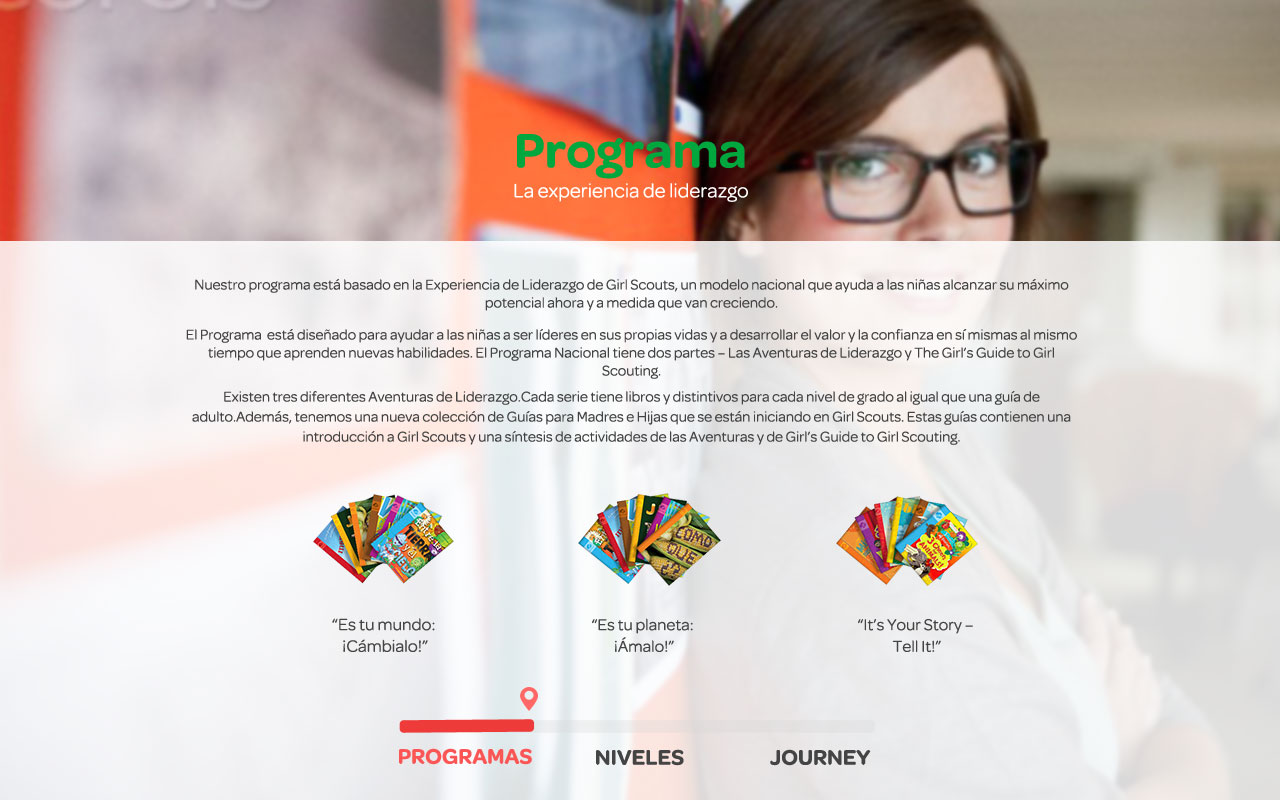 Programa
La experiencia de liderazgo
Nuestro programa está basado en la Experiencia de Liderazgo de Girl Scouts, un modelo nacional que ayuda a las niñas alcanzar su máximo
potencial ahora y a medida que van creciendo.
El Programa está diseñado para ayudar a las niñas a ser líderes en sus propias vidas y a desarrollar el valor y la confianza en sí mismas al mismo
tiempo que aprenden nuevas habilidades. El Programa Nacional tiene dos partes – Las Aventuras de Liderazgo y The Girl’s Guide to Girl
Scouting.
Existen tres diferentes Aventuras de Liderazgo.Cada serie tiene libros y distintivos para cada nivel de grado al igual que una guía de
adulto.Además, tenemos una nueva colección de Guías para Madres e Hijas que se están iniciando en Girl Scouts. Estas guías contienen una
introducción a Girl Scouts y una síntesis de actividades de las Aventuras y de Girl’s Guide to Girl Scouting.
TIERRA
CIELO
COMO
QUE
“Es tu mundo:
¡Cámbialo!”
“Es tu planeta:
¡Ámalo!”
“It’s Your Story –
Tell It!”
PROGRAMAS
NIVELES
JOURNEY